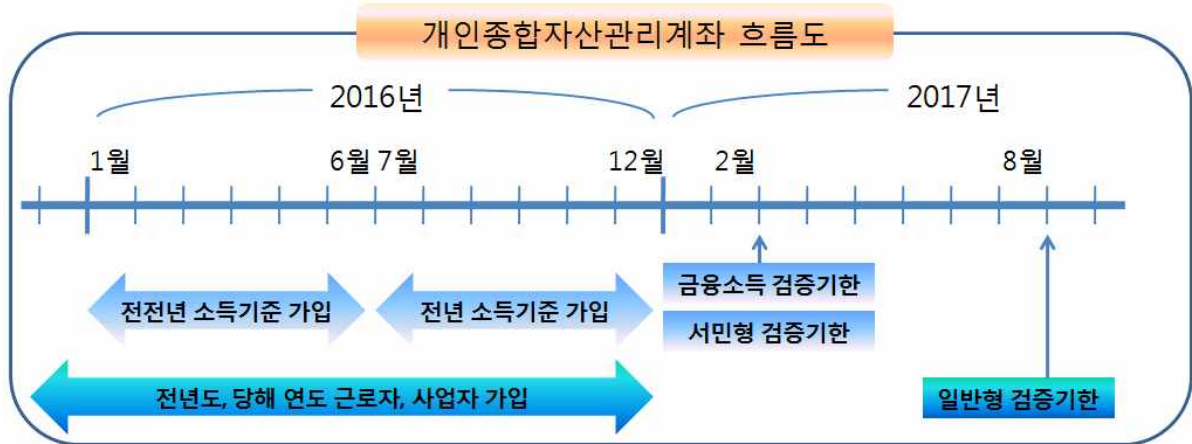 개인종합자산관리계좌 흐름도
2016년 2017년
1월 6월 7월 12월 2월 8월
전전년 소득기준 가입 전년 소득기준 가입 금융소득 검증기한
서민형 검증기한
전년도, 당해 연도 근로자, 사업자 가입 일반형 검증기한